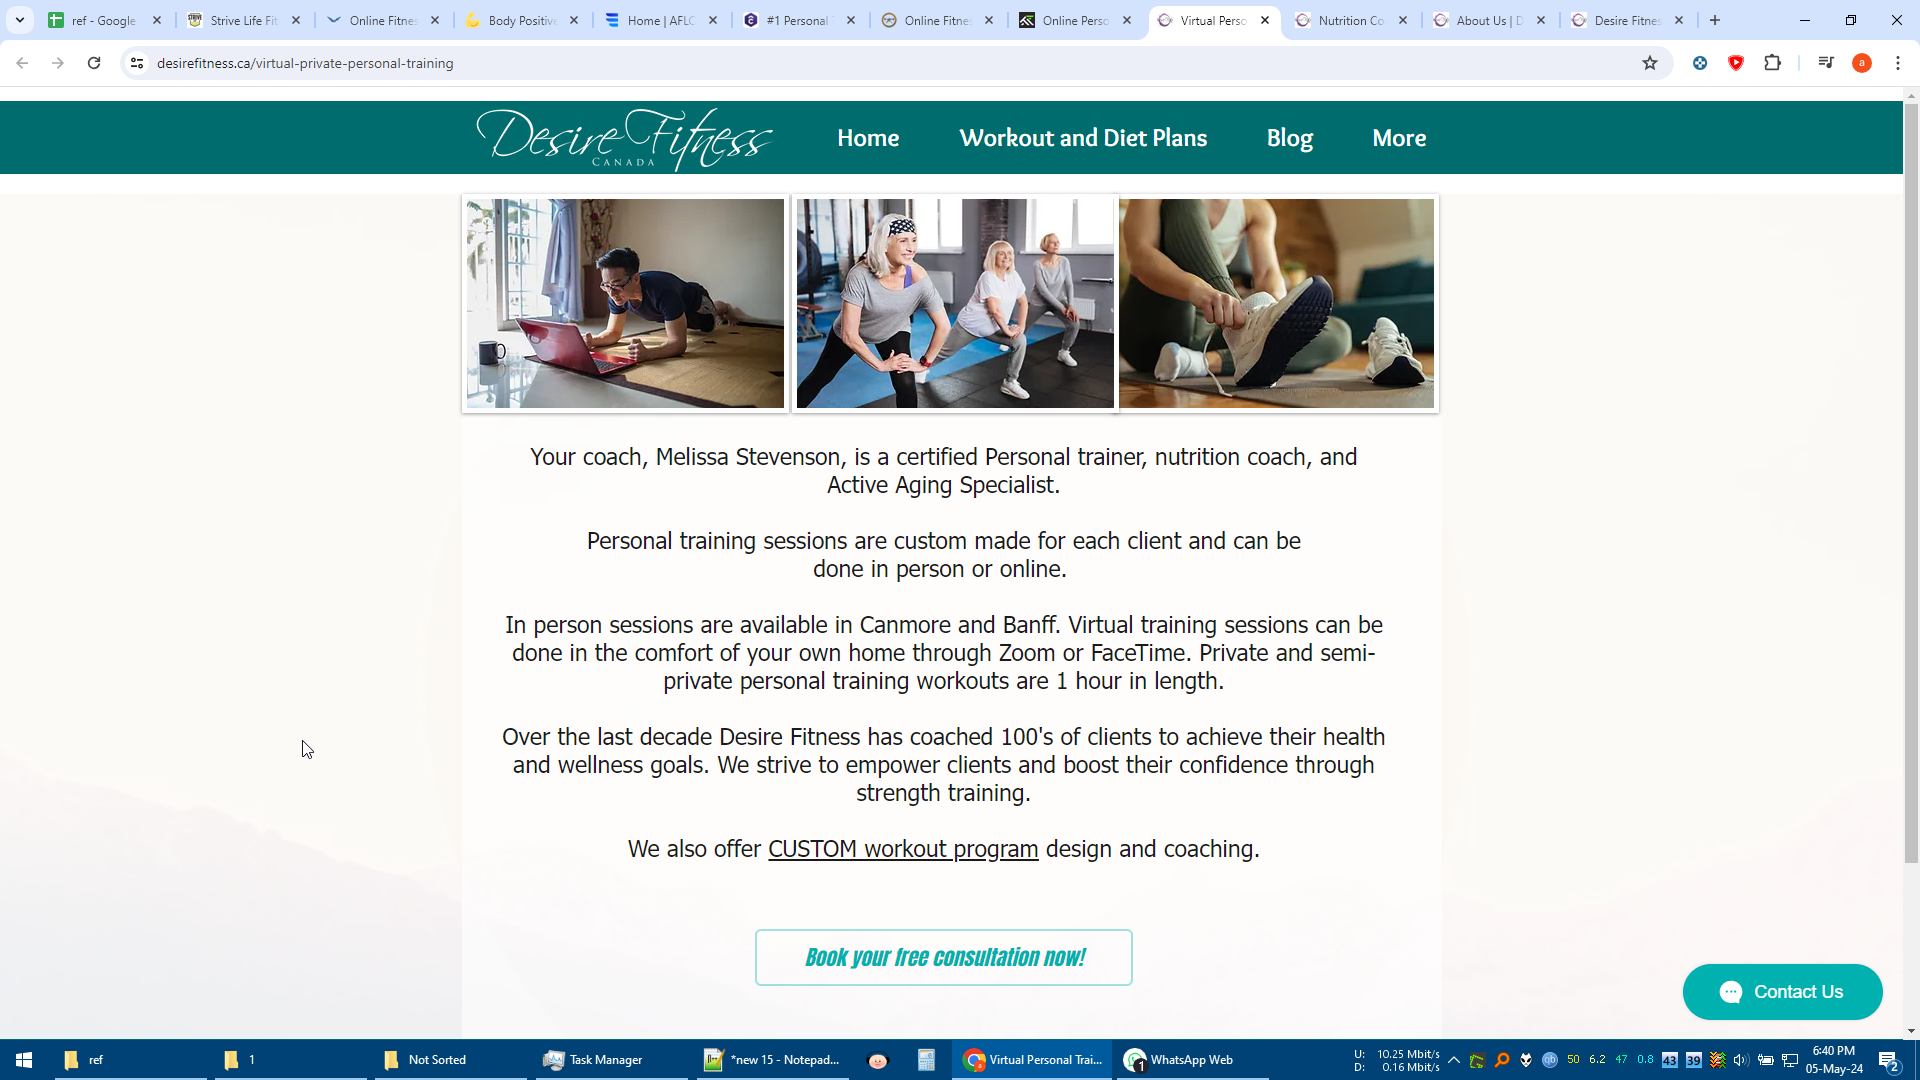 ref - Google
Strive Life Fit
Online Fitnes
Body Positive
Home | AFLC
#1 Personal
Online Fitne
Online Perso
Virtual Perso
Nutrition Co
About Us | D
Desire Fitnes
desirefitness.ca/virtual-private-personal-training
a
Desire Fitness
CANADA
Home
Workout and Diet Plans
Blog
More
Your coach, Melissa Stevenson, is a certified Personal trainer, nutrition coach, and
Active Aging Specialist.
Personal training sessions are custom made for each client and can be
done in person or online.
In person sessions are available in Canmore and Banff. Virtual training sessions can be
done in the comfort of your own home through Zoom or FaceTime. Private and semi-
private personal training workouts are 1 hour in length.
Over the last decade Desire Fitness has coached 100's of clients to achieve their health
and wellness goals. We strive to empower clients and boost their confidence through
strength training.
We also offer CUSTOM workout program design and coaching.
Book your free consultation now!
Contact Us
ref
1
Not Sorted
Task Manager
*new 15 - Notepad...
Virtual Personal Trai...
1
WhatsApp Web
U: 10.25 Mbit/s
D: 0.16 Mbit/s
50 6.2 47 0.8 43 39
6:40 PM
05-May-24
2